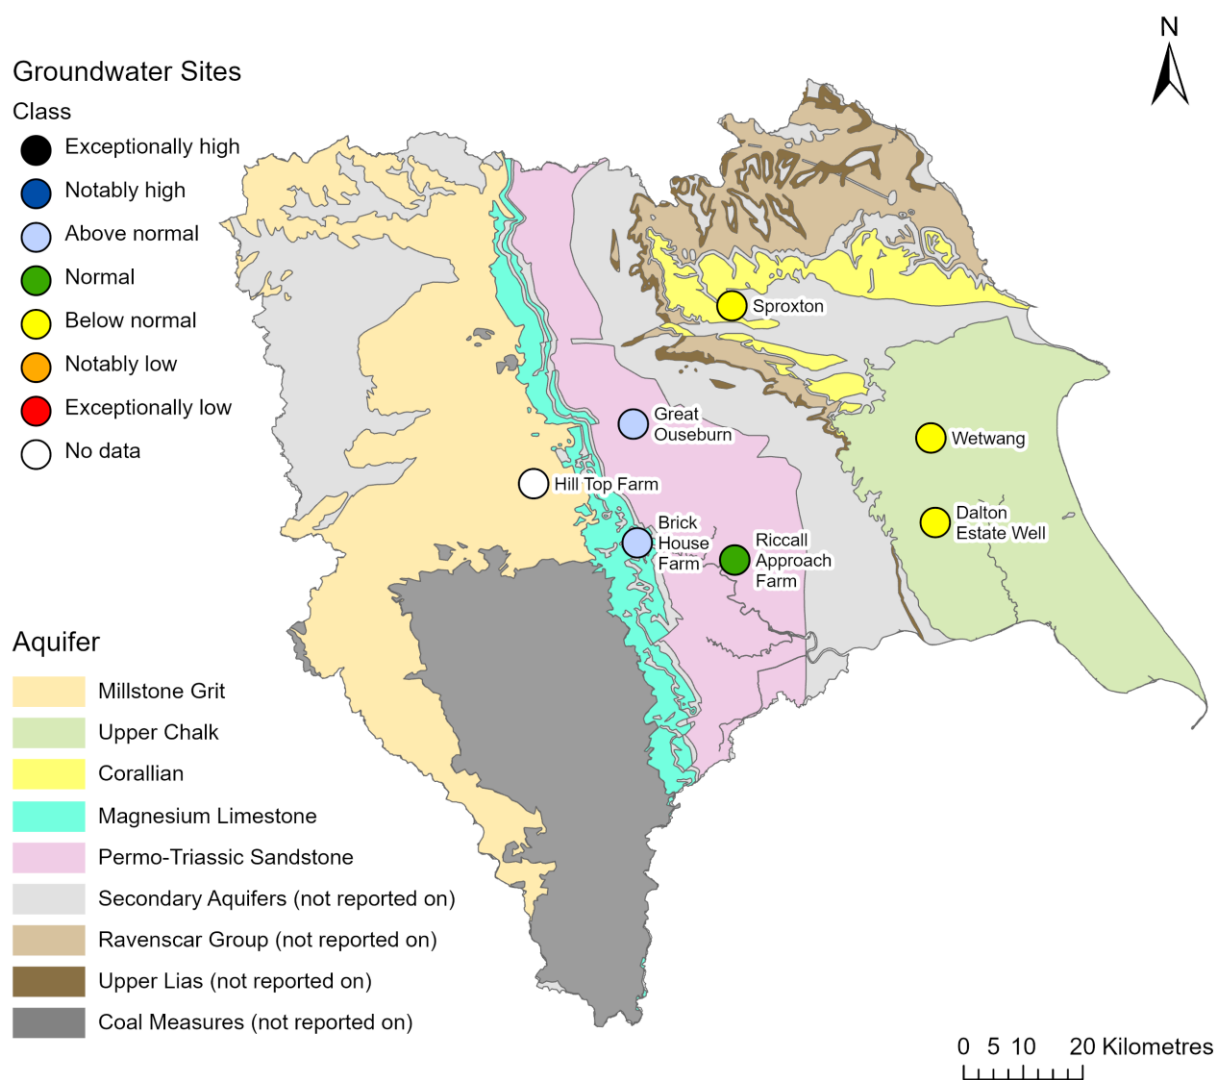 N
Groundwater Sites
Class
Exceptionally high
Notably high
Above normal
Normal
Below normal
Notably low
Exceptionally low
No data
Sproxton
Great
Ouseburn
Wetwang
Hill Top Farm
Dalton
Estate Well
Brick
House
Farm
Riccall
Approach
Farm
Aquifer
Millstone Grit
Upper Chalk
Corallian
Magnesium Limestone
Permo-Triassic Sandstone
Secondary Aquifers (not reported on)
Ravenscar Group (not reported on)
Upper Lias (not reported on)
Coal Measures (not reported on)
0 5 10 20 Kilometres